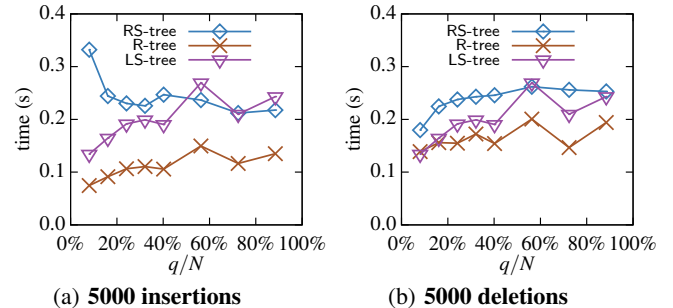 0.4
0.3
0.2
0.1
0.0
time (s)
RS-tree
R-tree
LS-tree
0% 20% 40% 60% 80% 100%
q/N
(a) 5000 insertions
0.4
0.3
0.2
0.1
0.0
time (s)
RS-tree
R-tree
LS-tree
0% 20% 40% 60% 80% 100%
q/N
(b) 5000 deletions